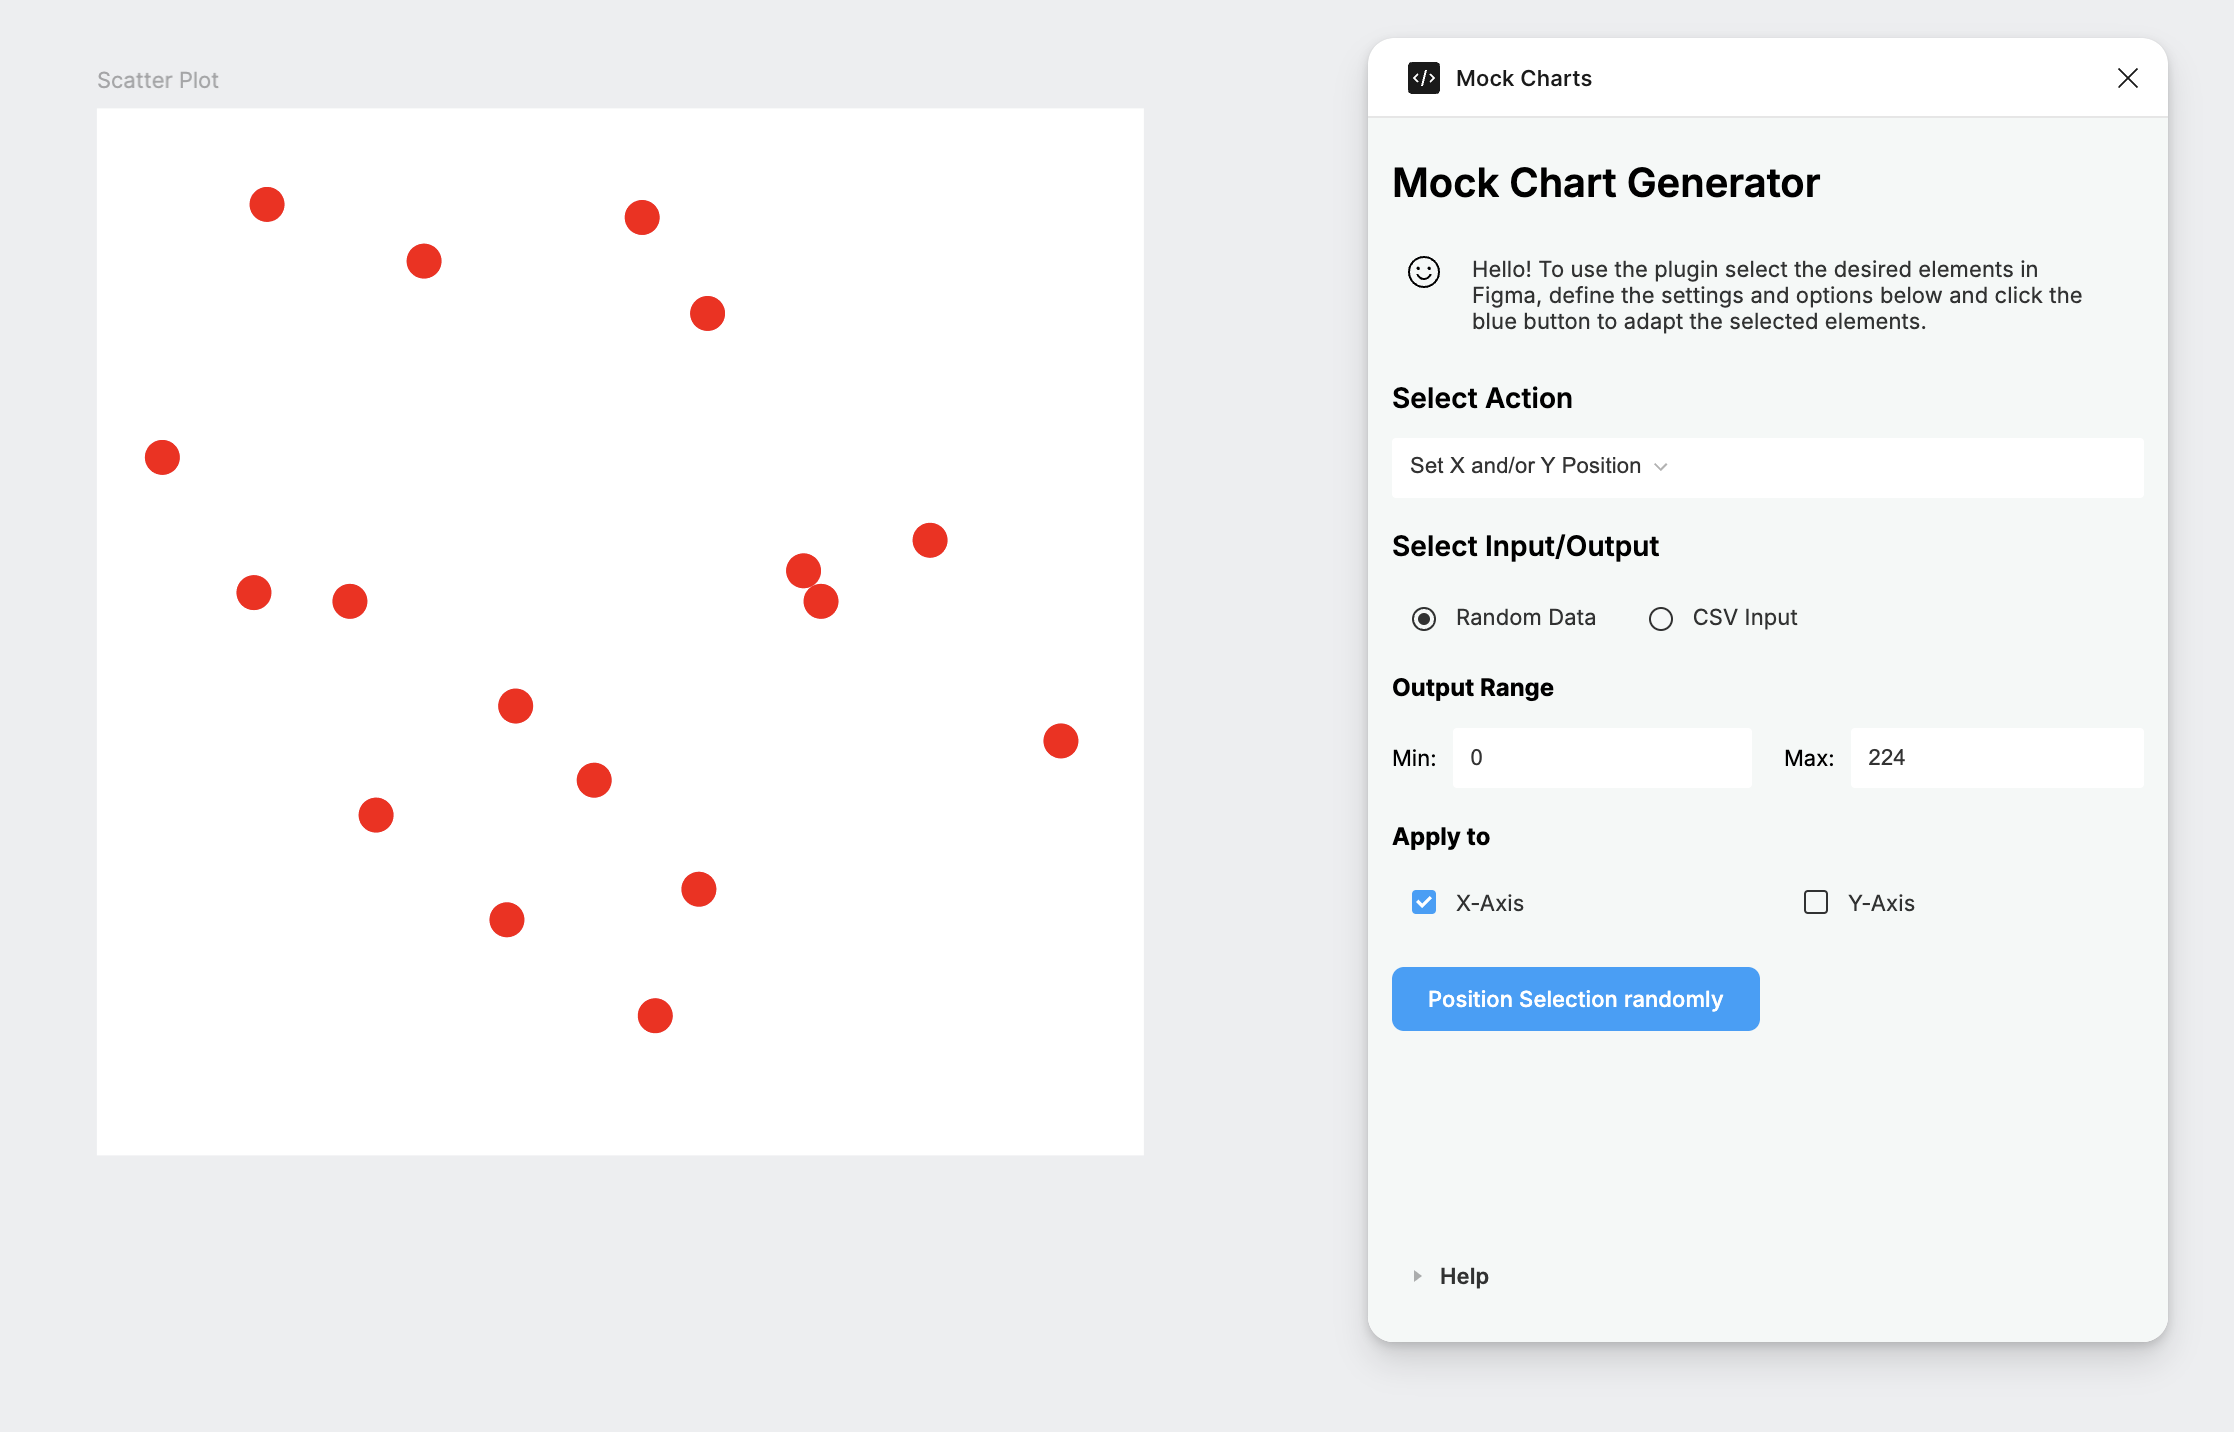 Scatter Plot
Mock Charts
Mock Chart Generator
Hello! To use the plugin select the desired elements in
Figma, define the settings and options below and click the
blue button to adapt the selected elements.
Select Action
Set X and/or Y Position
Select Input/Output
Random Data CSV Input
Output Range
Min: 0 Max: 224
Apply to
X-Axis Y-Axis
Position Selection randomly
Help